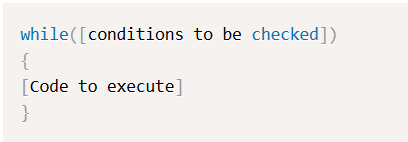 while([conditions to be checked])
{
[Code to execute]
}